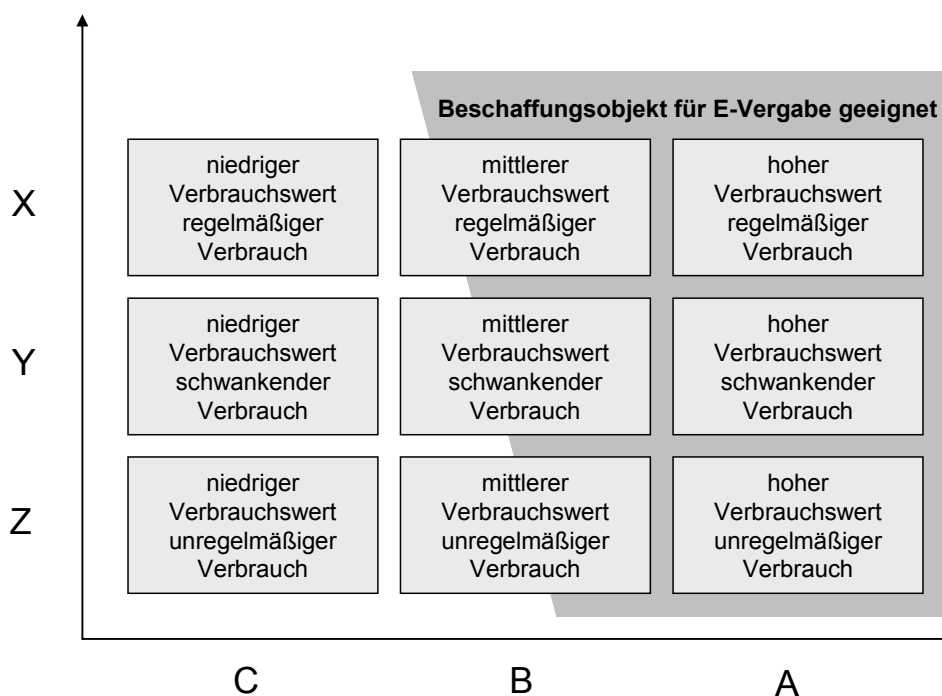 Beschaffungsobjekt für E-Vergabe geeignet
X
niedriger
Verbrauchswert
regelmäßiger
Verbrauch
mittlerer
Verbrauchswert
regelmäßiger
Verbrauch
hoher
Verbrauchswert
regelmäßiger
Verbrauch
Y
niedriger
Verbrauchswert
schwankender
Verbrauch
mittlerer
Verbrauchswert
schwankender
Verbrauch
hoher
Verbrauchswert
schwankender
Verbrauch
Z
niedriger
Verbrauchswert
unregelmäßiger
Verbrauch
mittlerer
Verbrauchswert
unregelmäßiger
Verbrauch
hoher
Verbrauchswert
unregelmäßiger
Verbrauch
C
B
A